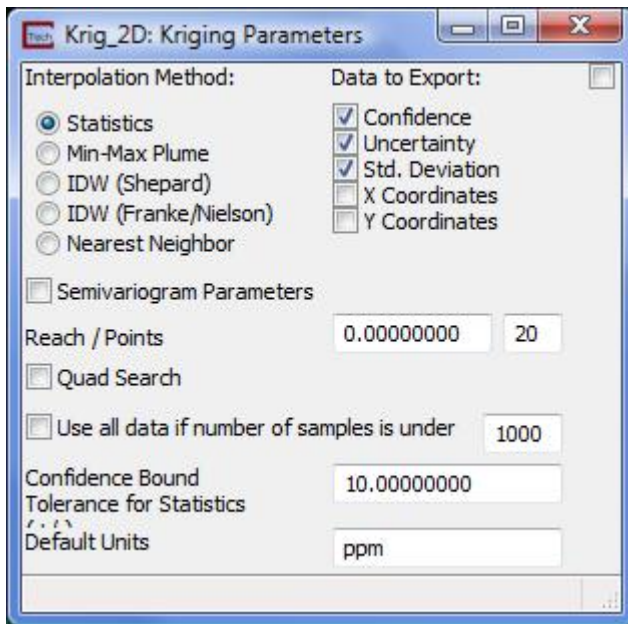 Tech Krig_2D: Kriging Parameters
Interpolation Method:
Data to Export:
Statistics
Min-Max Plume
IDW (Shepard)
IDW (Franke/Nielson)
Nearest Neighbor
Confidence
Uncertainty
Std. Deviation
X Coordinates
Y Coordinates
Semivariogram Parameters
Reach / Points 0.00000000 20
Quad Search
Use all data if number of samples is under 1000
Confidence Bound 10.00000000
Tolerance for Statistics
Default Units ppm